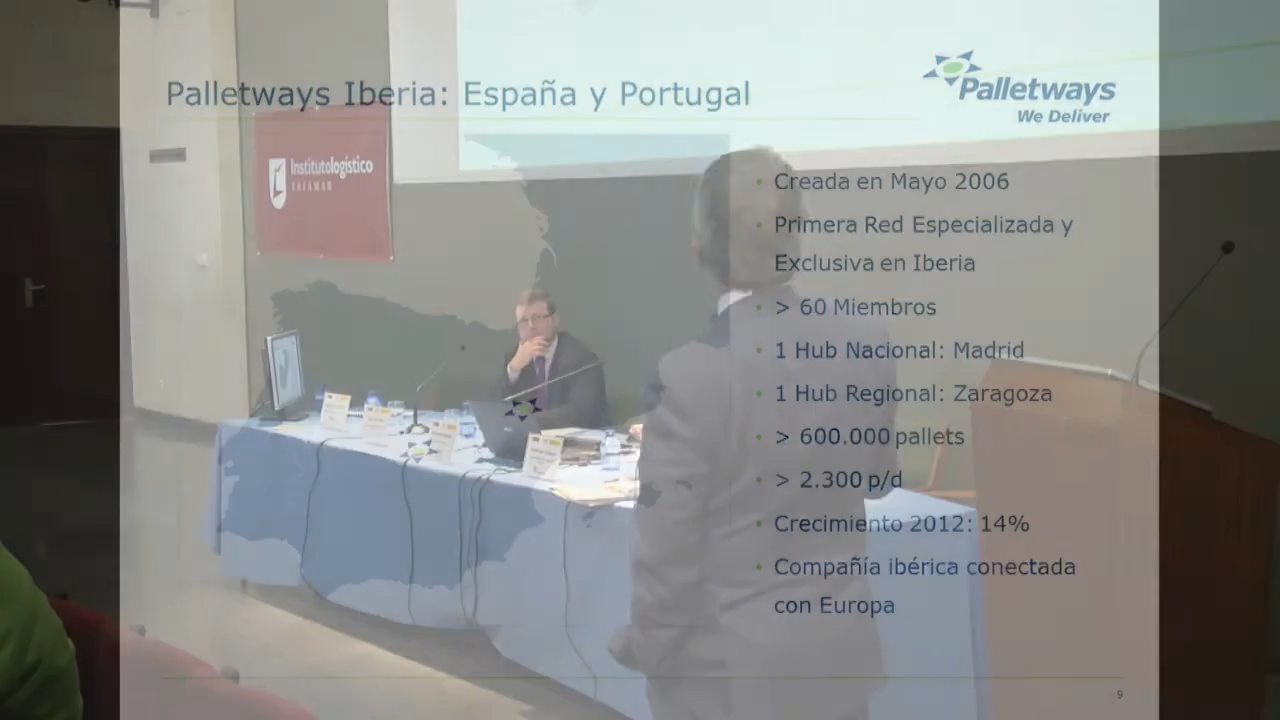 Palletways Iberia: España y Portugal
Palletways
We Deliver
Institutologístico
TAJAMAR
• Creada en Mayo 2006
• Primera Red Especializada y
Exclusiva en Iberia
• > 60 Miembros
• 1 Hub Nacional: Madrid
• 1 Hub Regional: Zaragoza
• > 600.000 pallets
• > 2.300 p/d
• Crecimiento 2012: 14%
• Compañía ibérica conectada
con Europa
9